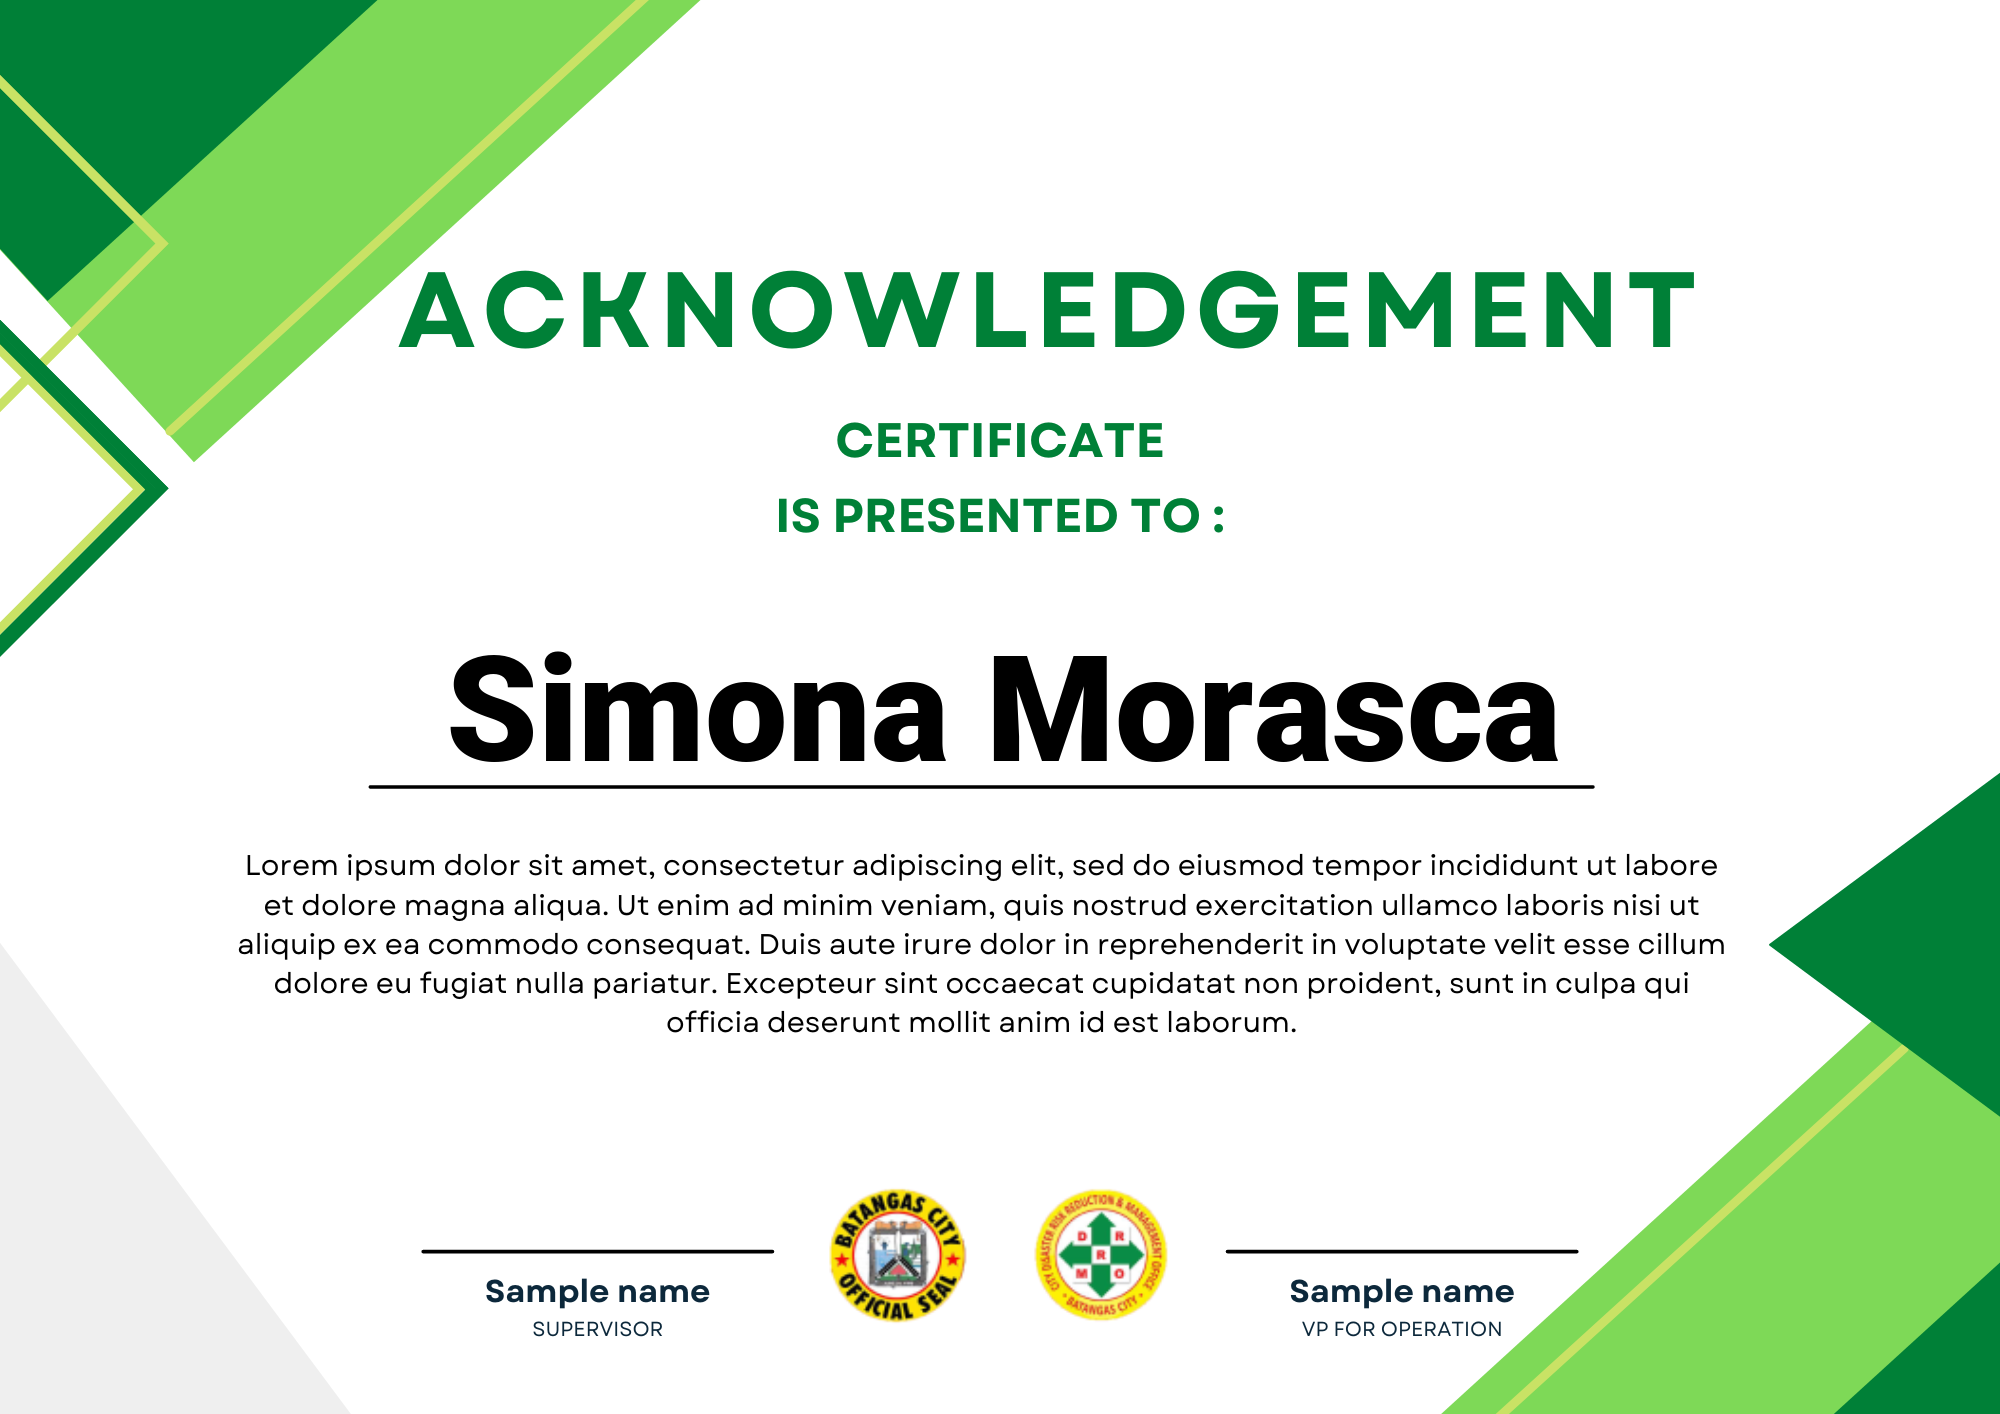 ACKNOWLEDGEMENT
CERTIFICATE
IS PRESENTED TO :
Simona Morasca
Lorem ipsum dolor sit amet, consectetur adipiscing elit, sed do eiusmod tempor incididunt ut labore
et dolore magna aliqua. Ut enim ad minim veniam, quis nostrud exercitation ullamco laboris nisi ut
aliquip ex ea commodo consequat. Duis aute irure dolor in reprehenderit in voluptate velit esse cillum
dolore eu fugiat nulla pariatur. Excepteur sint occaecat cupidatat non proident, sunt in culpa qui
officia deserunt mollit anim id est laborum.
BATANGAS CITY
OFFICIAL SEAL
CITY DISASTER RISK REDUCTION & MANAGEMENT OFFICE
D R
R
M O
• BATANGAS CITY •
Sample name
SUPERVISOR
Sample name
VP FOR OPERATION